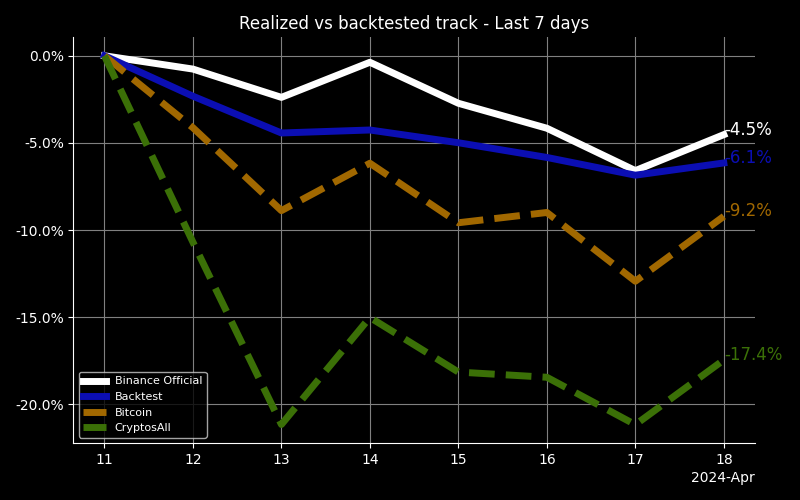 Realized vs backtested track - Last 7 days
0.0%
-5.0%
-10.0%
-15.0%
-20.0%
-4.5%
-6.1%
-9.2%
-17.4%
Binance Official
Backtest
Bitcoin
CryptosAll
11 12 13 14 15 16 17 18
2024-Apr